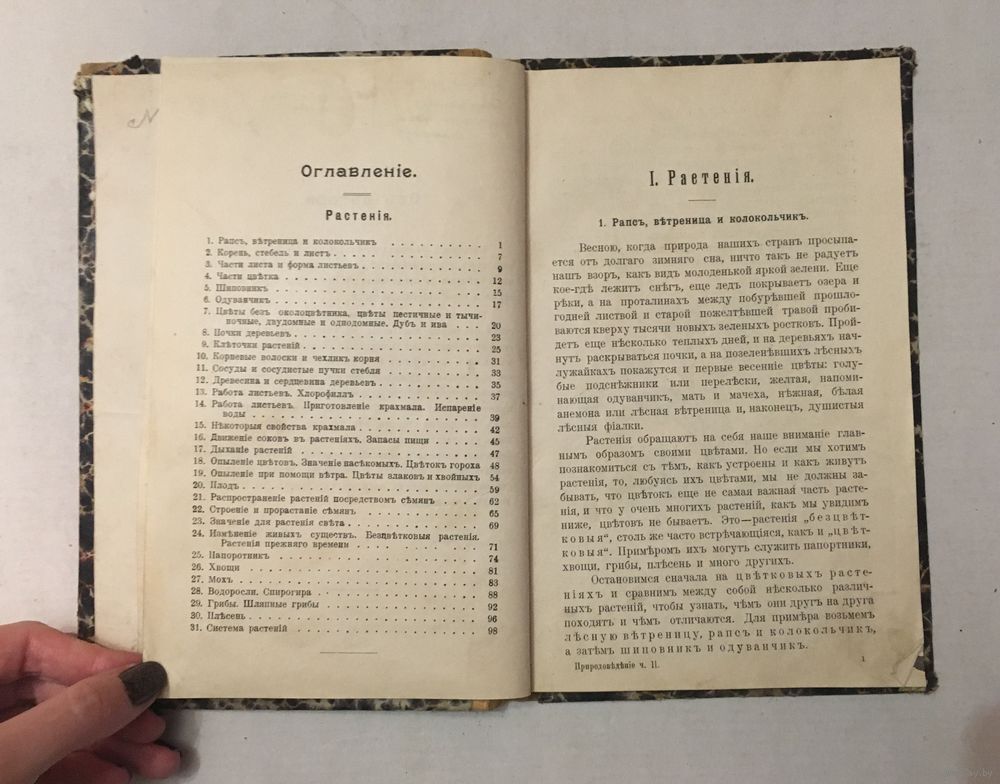 Оглавленіе.
Растенія.
1. Рапсъ, вѣтреница и колокольчикъ . . . . . . . . . 1
2. Корень, стебель и листъ . . . . . . . . . . . . 7
3. Части листа и форма листьевъ . . . . . . . . . . 9
4. Части цвѣтка . . . . . . . . . . . . . . . . 12
5. Шиповникъ . . . . . . . . . . . . . . . . . 15
6. Одуванчикъ . . . . . . . . . . . . . . . . . 17
7. Цвѣты безъ околоцвѣтника, цвѣты пестичные и тычи-
ночные, двудомные и однодомные. Дубъ и ива . . . 20
8. Почки деревьевъ . . . . . . . . . . . . . . . 23
9. Клѣточки растеній . . . . . . . . . . . . . . 25
10. Корневые волоски и чехликъ корня . . . . . . . . 31
11. Сосуды и сосудистые пучки стебля . . . . . . . . 33
12. Древесина и сердцевина деревьевъ . . . . . . . . 35
13. Работа листьевъ. Хлорофиллъ . . . . . . . . . . 37
14. Работа листьевъ. Приготовленіе крахмала. Испареніе
воды . . . . . . . . . . . . . . . . . . 39
15. Нѣкоторыя свойства крахмала . . . . . . . . . . 42
16. Движеніе соковъ въ растеніяхъ. Запасы пищи . . . . 45
17. Дыханіе растеній . . . . . . . . . . . . . . . 47
18. Опыленіе цвѣтовъ. Значеніе насѣкомыхъ. Цвѣтокъ гороха 48
19. Опыленіе при помощи вѣтра. Цвѣты злаковъ и хвойныхъ 54
20. Плодъ . . . . . . . . . . . . . . . . . . . 59
21. Распространеніе растеній посредствомъ сѣмянъ . . . . 62
22. Строеніе и прорастаніе сѣмянъ . . . . . . . . . 65
23. Значеніе для растенія свѣта . . . . . . . . . . 69
24. Измѣненіе живыхъ существъ. Безцвѣтковыя растенія.
Растенія прежняго времени . . . . . . . . . . 71
25. Напоротникъ . . . . . . . . . . . . . . . . 74
26. Хвощи . . . . . . . . . . . . . . . . . . . 81
27. Мохъ . . . . . . . . . . . . . . . . . . . 83
28. Водоросли. Спирогира . . . . . . . . . . . . . 88
29. Грибы. Шляпные грибы . . . . . . . . . . . . . 92
30. Плѣсень . . . . . . . . . . . . . . . . . . 96
31. Система растеній . . . . . . . . . . . . . . . 98
I. Растенія.
1. Рапсъ, вѣтреница и колокольчикъ.
Весною, когда природа нашихъ странъ просыпа-
ется отъ долгаго зимняго сна, ничто такъ не радуетъ
нашъ взоръ, какъ видъ молоденькой яркой зелени. Еще
кое-гдѣ лежитъ снѣгъ, еще ледъ покрываетъ озера и
рѣки, а на проталинахъ между побурѣвшей прошло-
годней листвой и старой пожелтѣвшей травой проби-
ваются кверху тысячи новыхъ зеленыхъ ростковъ. Прой-
детъ еще нѣсколько теплыхъ дней, и на деревьяхъ нач-
нутъ раскрываться почки, а на позеленѣвшихъ лѣсныхъ
лужайкахъ покажутся и первые весенніе цвѣты: голу-
бые подснѣжники или перелѣски, желтая, напоми-
нающая одуванчикъ, мать и мачеха, нѣжная, бѣлая
анемона или лѣсная вѣтреница и, наконецъ, душистыя
лѣсныя фіалки.
Растенія обращаютъ на себя наше вниманіе глав-
нымъ образомъ своими цвѣтами. Но если мы хотимъ
познакомиться съ тѣмъ, какъ устроены и какъ живутъ
растенія, то, любуясь ихъ цвѣтами, мы не должны за-
бывать, что цвѣтокъ еще не самая важная часть расте-
нія, и что у очень многихъ растеній, какъ мы увидимъ
ниже, цвѣтовъ не бываетъ. Это—растенія „безцвѣт-
ковыя“, столь же часто встрѣчающіяся, какъ и „цвѣт-
ковыя“. Примѣромъ ихъ могутъ служить папортники,
хвощи, грибы, плѣсень и много другихъ.
Остановимся сначала на цвѣтковыхъ расте-
ніяхъ и сравнимъ между собой нѣсколько различ-
ныхъ растеній, чтобы узнать, чѣмъ они другъ на друга
походятъ и чѣмъ отличаются. Для примѣра возьмемъ
лѣсную вѣтреницу, рапсъ и колокольчикъ,
а затѣмъ шиповникъ и одуванчикъ.
Природовѣдѣніе ч. II. 1